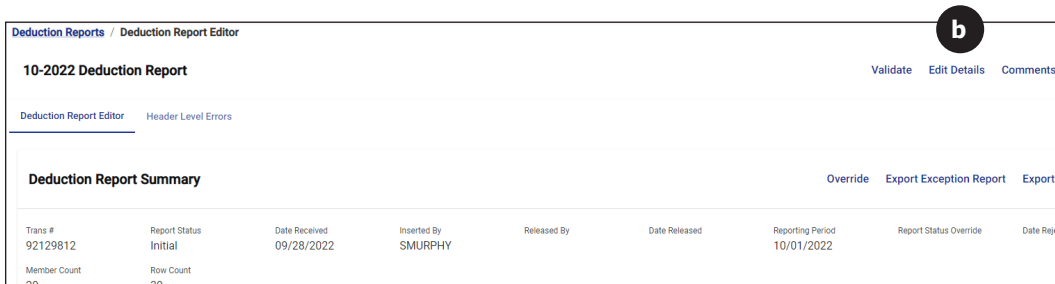 b
Deduction Reports / Deduction Report Editor
10-2022 Deduction Report
Validate Edit Details Comments
Deduction Report Editor Header Level Errors
Deduction Report Summary
Override Export Exception Report Export
Trans # Report Status Date Received Inserted By Released By Date Released Reporting Period Report Status Override Date Reje
92129812 Initial 09/28/2022 SMURPHY 10/01/2022
Member Count Row Count